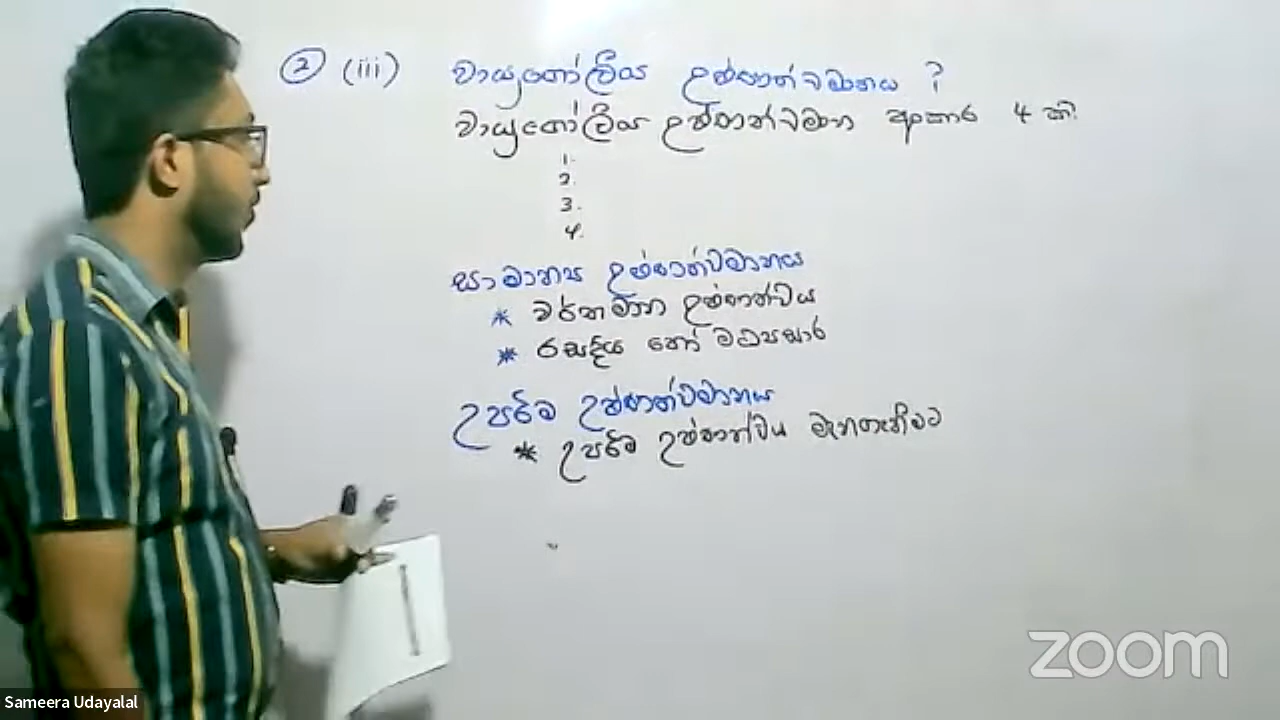 ② (iii) වායුගෝලීය උෂ්ණත්වමානය ?
වායුගෝලීය උෂ්ණත්වමාන ආකාර 4 කි.
1.
2.
3.
4.
සාමාන්‍ය උෂ්ණත්වමානය
* වර්තමාන උෂ්ණත්වය
* රසදිය හෝ මධ්‍යසාර
උපරිම උෂ්ණත්වමානය
* උපරිම උෂ්ණත්වය මැනගැනීමට
zoom
Sameera Udayalal